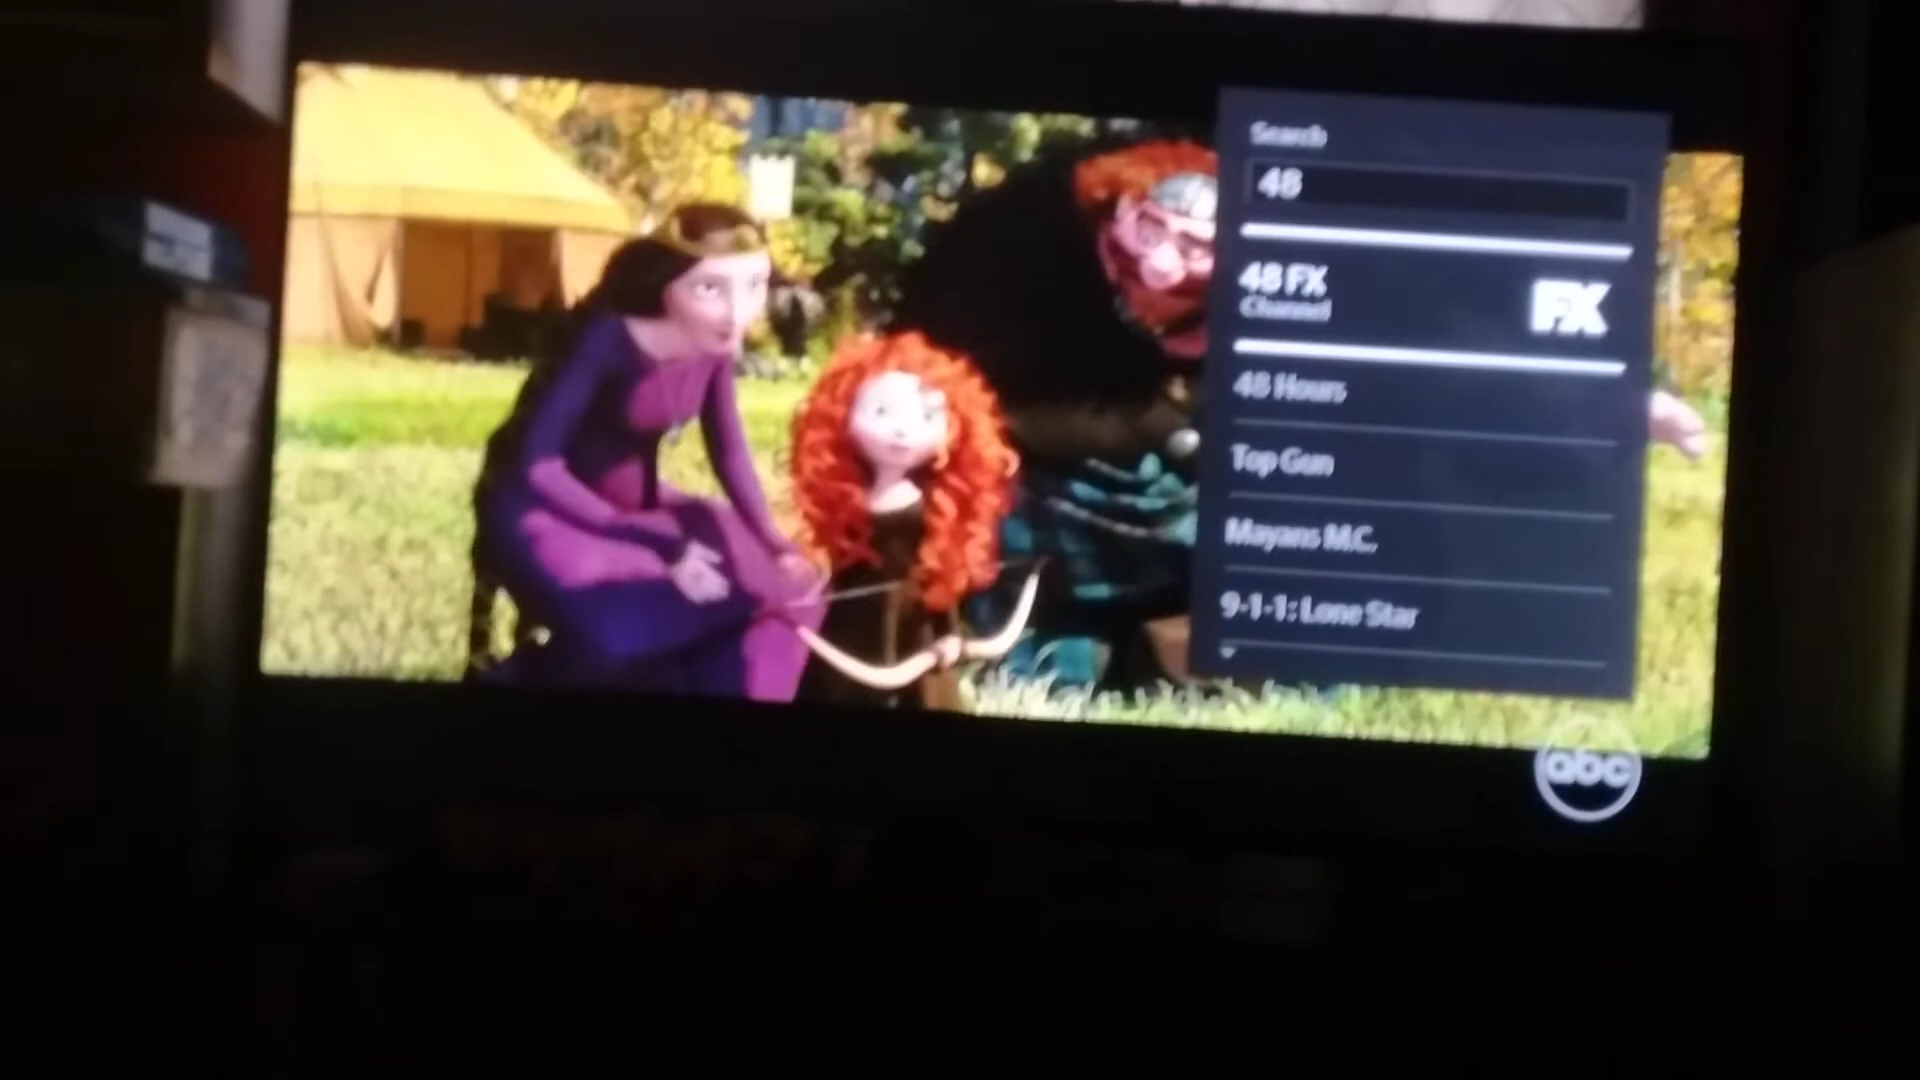 Search
48
48 FX
Channel
FX
48 Hours
Top Gun
Mayans M.C.
9-1-1: Lone Star
abc